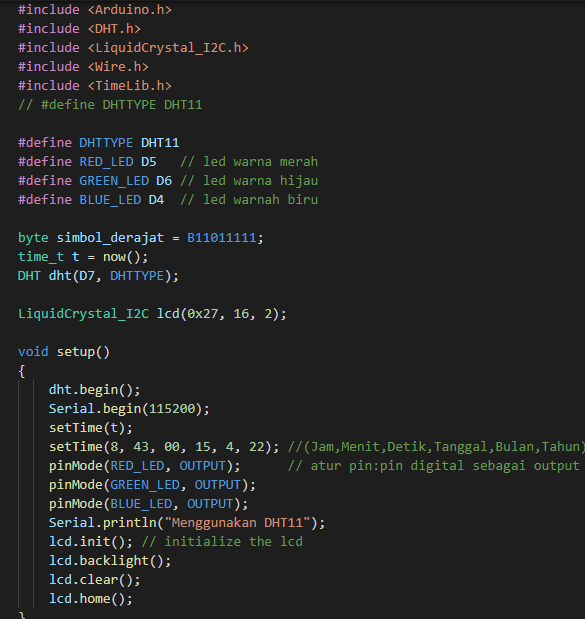 #include <Arduino.h>
#include <DHT.h>
#include <LiquidCrystal_I2C.h>
#include <Wire.h>
#include <TimeLib.h>
// #define DHTTYPE DHT11
#define DHTTYPE DHT11
#define RED_LED D5   // led warna merah
#define GREEN_LED D6 // led warna hijau
#define BLUE_LED D4  // led warnah biru
byte simbol_derajat = B11011111;
time_t t = now();
DHT dht(D7, DHTTYPE);
LiquidCrystal_I2C lcd(0x27, 16, 2);
void setup()
{
    dht.begin();
    Serial.begin(115200);
    setTime(t);
    setTime(8, 43, 00, 15, 4, 22); //(Jam,Menit,Detik,Tanggal,Bulan,Tahun)
    pinMode(RED_LED, OUTPUT);      // atur pin:pin digital sebagai output
    pinMode(GREEN_LED, OUTPUT);
    pinMode(BLUE_LED, OUTPUT);
    Serial.println("Menggunakan DHT11");
    lcd.init(); // initialize the lcd
    lcd.backlight();
    lcd.clear();
    lcd.home();
}